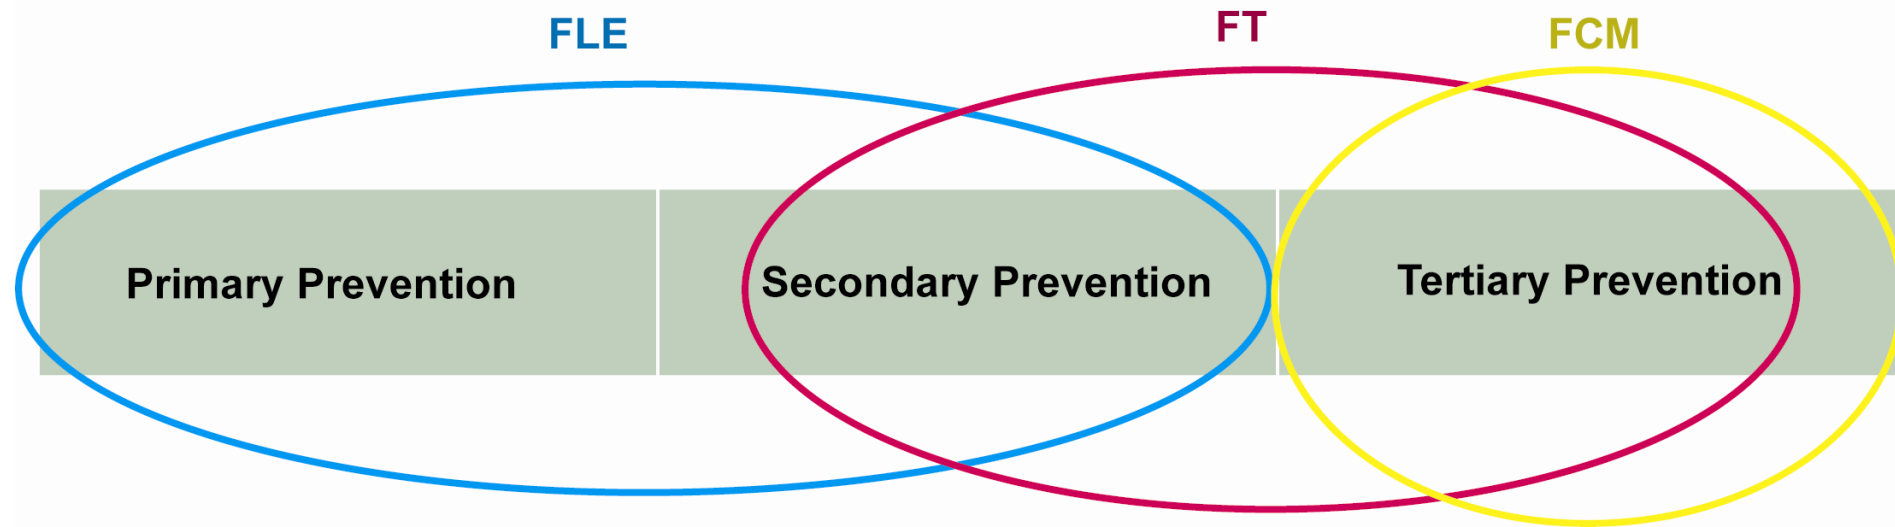 FLE
FT
FCM
Primary Prevention
Secondary Prevention
Tertiary Prevention